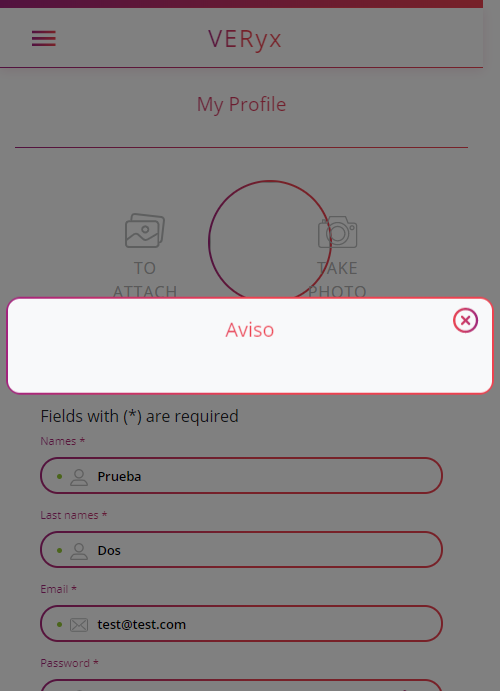 VERyx
My Profile
TO
ATTACH
TAKE
PHOTO
Aviso
Fields with (*) are required
Names *
Prueba
Last names *
Dos
Email *
test@test.com
Password *